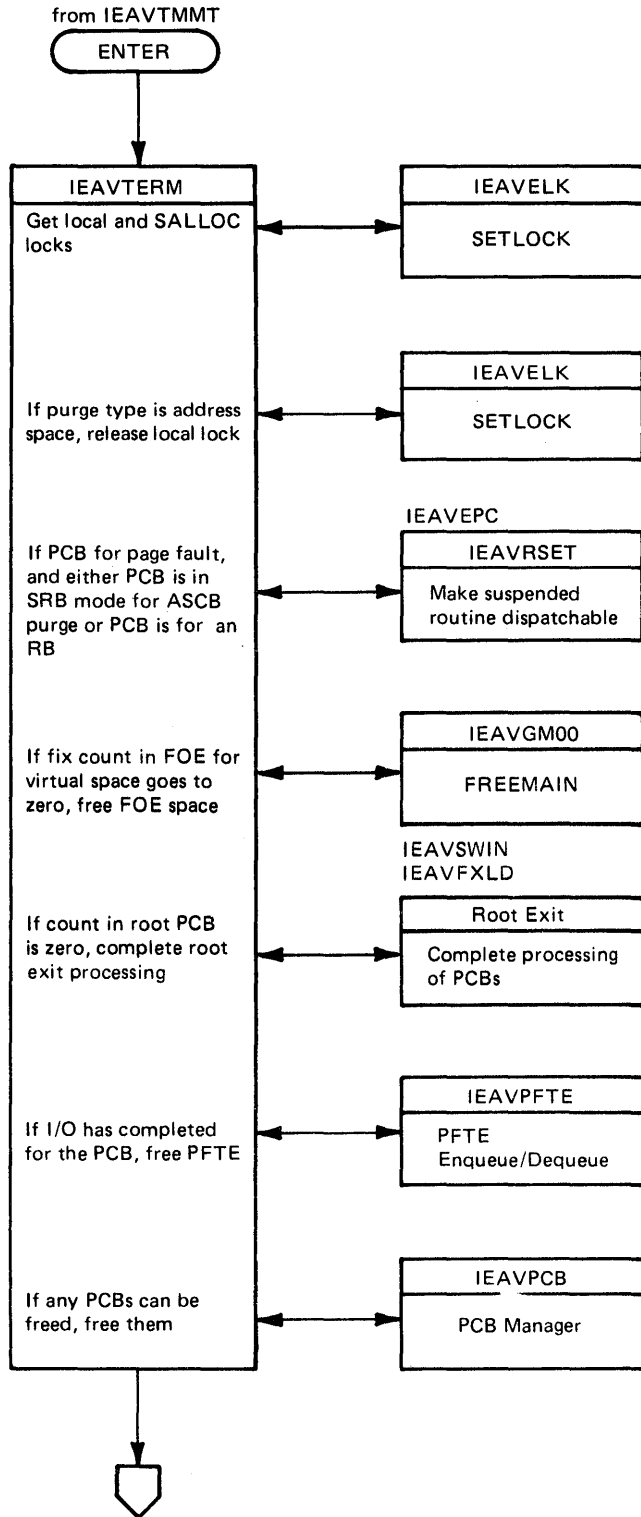 from IEAVTMMT
ENTER
IEAVTERM
Get local and SALLOC
locks
IEAVELK
SETLOCK
If purge type is address
space, release local lock
IEAVELK
SETLOCK
If PCB for page fault,
and either PCB is in
SRB mode for ASCB
purge or PCB is for an
RB
IEAVEPC
IEAVRSET
Make suspended
routine dispatchable
If fix count in FOE for
virtual space goes to
zero, free FOE space
IEAVGM00
FREEMAIN
If count in root PCB
is zero, complete root
exit processing
IEAVSWIN
IEAVFXLD
Root Exit
Complete processing
of PCBs
If I/O has completed
for the PCB, free PFTE
IEAVPFTE
PFTE
Enqueue/Dequeue
If any PCBs can be
freed, free them
IEAVPCB
PCB Manager